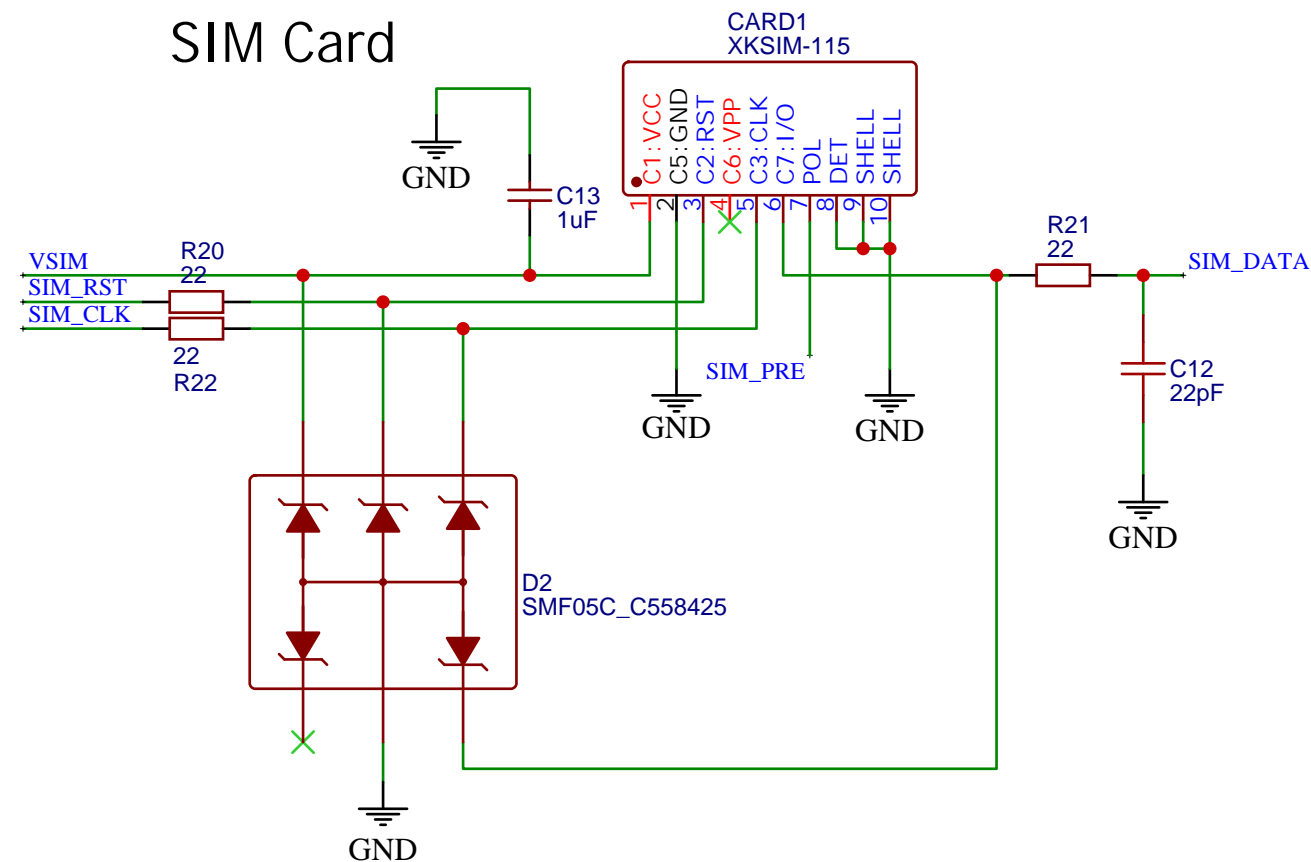 SIM Card
CARD1
XKSIM-115
C1:VCC
C5:GND
C2:RST
C6:VPP
C3:CLK
C7:I/O
POL
DET
SHELL
SHELL
1
2
3
4
5
6
7
8
9
10
GND
C13
1uF
VSIM
R20
22
SIM_RST
SIM_CLK
22
R22
R21
22
SIM_DATA
SIM_PRE
C12
22pF
GND
GND
GND
D2
SMF05C_C558425
GND